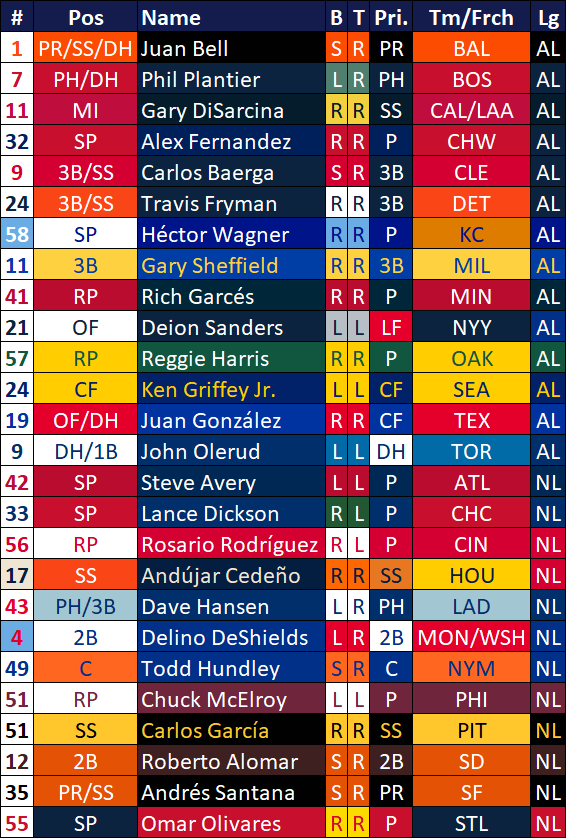 # Pos Name B T Pri. Tm/Frch Lg
1 PR/SS/DH Juan Bell S R PR BAL AL
7 PH/DH Phil Plantier L R PH BOS AL
11 MI Gary DiSarcina R R SS CAL/LAA AL
32 SP Alex Fernandez R R P CHW AL
9 3B/SS Carlos Baerga S R 3B CLE AL
24 3B/SS Travis Fryman R R 3B DET AL
58 SP Héctor Wagner R R P KC AL
11 3B Gary Sheffield R R 3B MIL AL
41 RP Rich Garcés R R P MIN AL
21 OF Deion Sanders L L LF NYY AL
57 RP Reggie Harris R R P OAK AL
24 CF Ken Griffey Jr. L L CF SEA AL
19 OF/DH Juan González R R CF TEX AL
9 DH/1B John Olerud L L DH TOR AL
42 SP Steve Avery L L P ATL NL
33 SP Lance Dickson R L P CHC NL
56 RP Rosario Rodríguez R L P CIN NL
17 SS Andújar Cedeño R R SS HOU NL
43 PH/3B Dave Hansen L R PH LAD NL
4 2B Delino DeShields L R 2B MON/WSH NL
49 C Todd Hundley S R C NYM NL
51 RP Chuck McElroy L L P PHI NL
51 SS Carlos García R R SS PIT NL
12 2B Roberto Alomar S R 2B SD NL
35 PR/SS Andrés Santana S R PR SF NL
55 SP Omar Olivares R R P STL NL